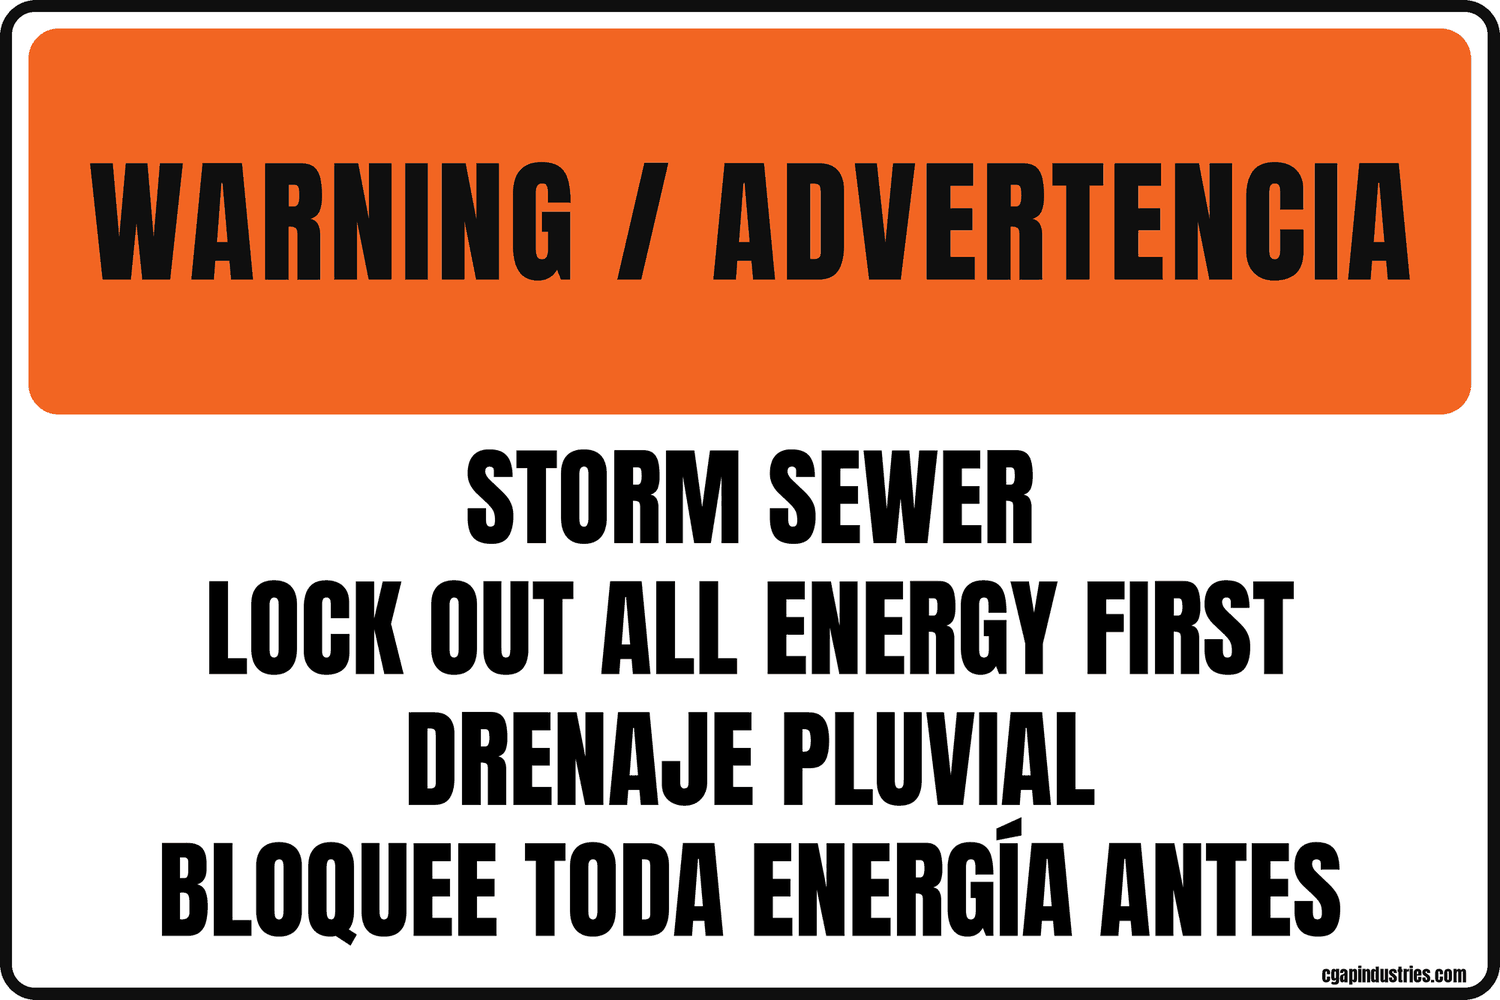 WARNING / ADVERTENCIA
STORM SEWER
LOCK OUT ALL ENERGY FIRST
DRENAJE PLUVIAL
BLOQUEE TODA ENERGÍA ANTES
cgapindustries.com